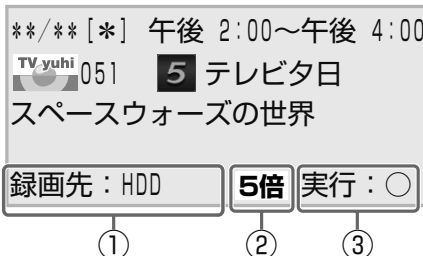 **/**[*] 午後 2:00～午後 4:00
TV yuhi 051 5 テレビタ日
スペースウォーズの世界
録画先：HDD 5倍 実行：○
① ② ③